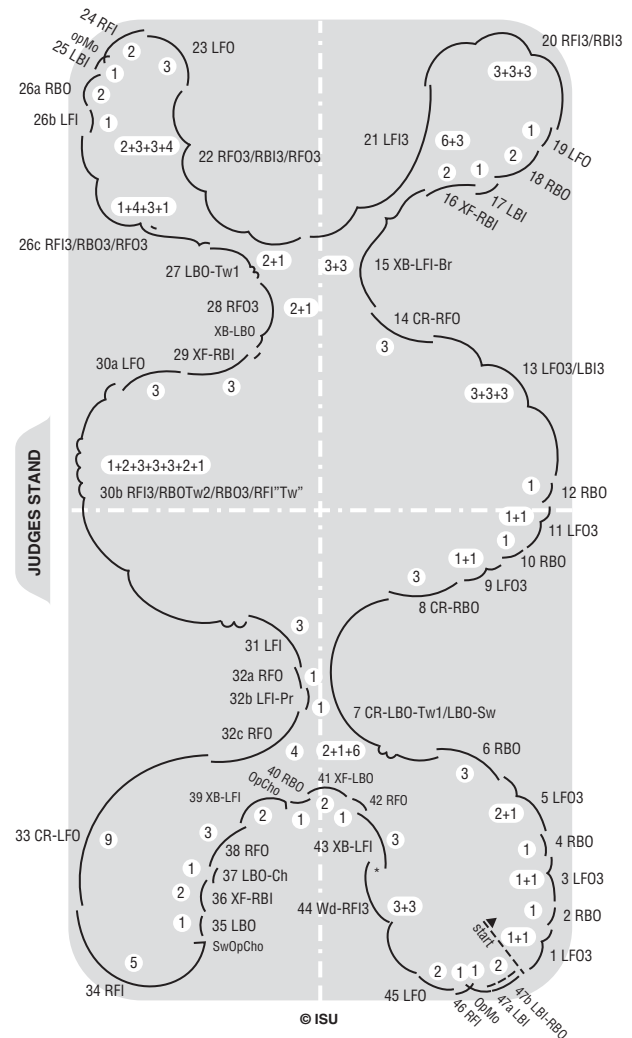 24 RFI
opMo
25 LBI
2
1
3
23 LFO
26a RBO
2
26b LFI
1
2+3+3+4
22 RFO3/RBI3/RFO3
1+4+3+1
26c RFI3/RBO3/RFO3
20 RFI3/RBI3
3+3+3
21 LFI3
6+3
1
19 LFO
2
18 RBO
1
17 LBI
2
16 XF-RBI
27 LBO-Tw1
2+1
3+3
15 XB-LFI-Br
28 RFO3
2+1
XB-LBO
14 CR-RFO
3
29 XF-RBI
3
30a LFO
3
13 LFO3/LBI3
3+3+3
1+2+3+3+3+2+1
30b RFI3/RBOTw2/RBO3/RFI"Tw"
JUDGES STAND
1
12 RBO
1+1
11 LFO3
1
10 RBO
1+1
9 LFO3
3
8 CR-RBO
3
31 LFI
32a RFO
1
32b LFI-Pr
1
7 CR-LBO-Tw1/LBO-Sw
32c RFO
4
2+1+6
6 RBO
3
5 LFO3
2+1
4 RBO
1
3 LFO3
1+1
2 RBO
1
1 LFO3
1+1
start
39 XB-LFI
OpCho
2
40 RBO
1
41 XF-LBO
2
42 RFO
1
43 XB-LFI
3
*
44 Wd-RFI3
3+3
33 CR-LFO
9
38 RFO
3
37 LBO-Ch
1
36 XF-RBI
2
35 LBO
1
SwOpCho
34 RFI
5
45 LFO
2
46 RFI
1
OpMo
1
47a LBI
2
47b LBI-RBO
© ISU